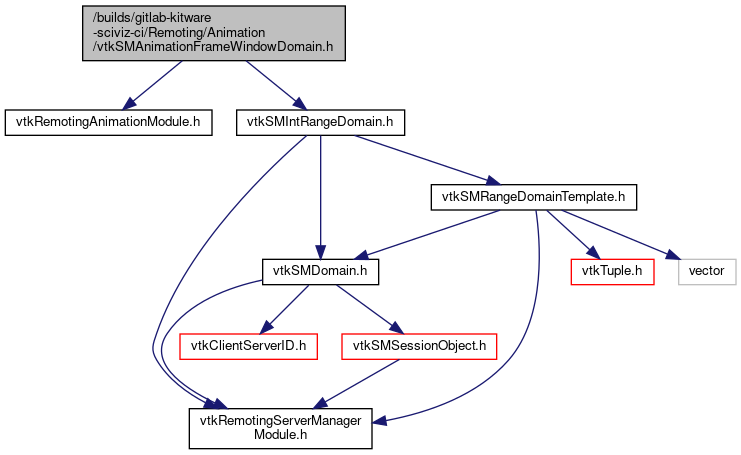 /builds/gitlab-kitware
-sciviz-ci/Remoting/Animation
/vtkSMAnimationFrameWindowDomain.h
vtkRemotingAnimationModule.h
vtkSMIntRangeDomain.h
vtkSMRangeDomainTemplate.h
vtkSMDomain.h
vtkTuple.h
vector
vtkClientServerID.h
vtkSMSessionObject.h
vtkRemotingServerManager
Module.h